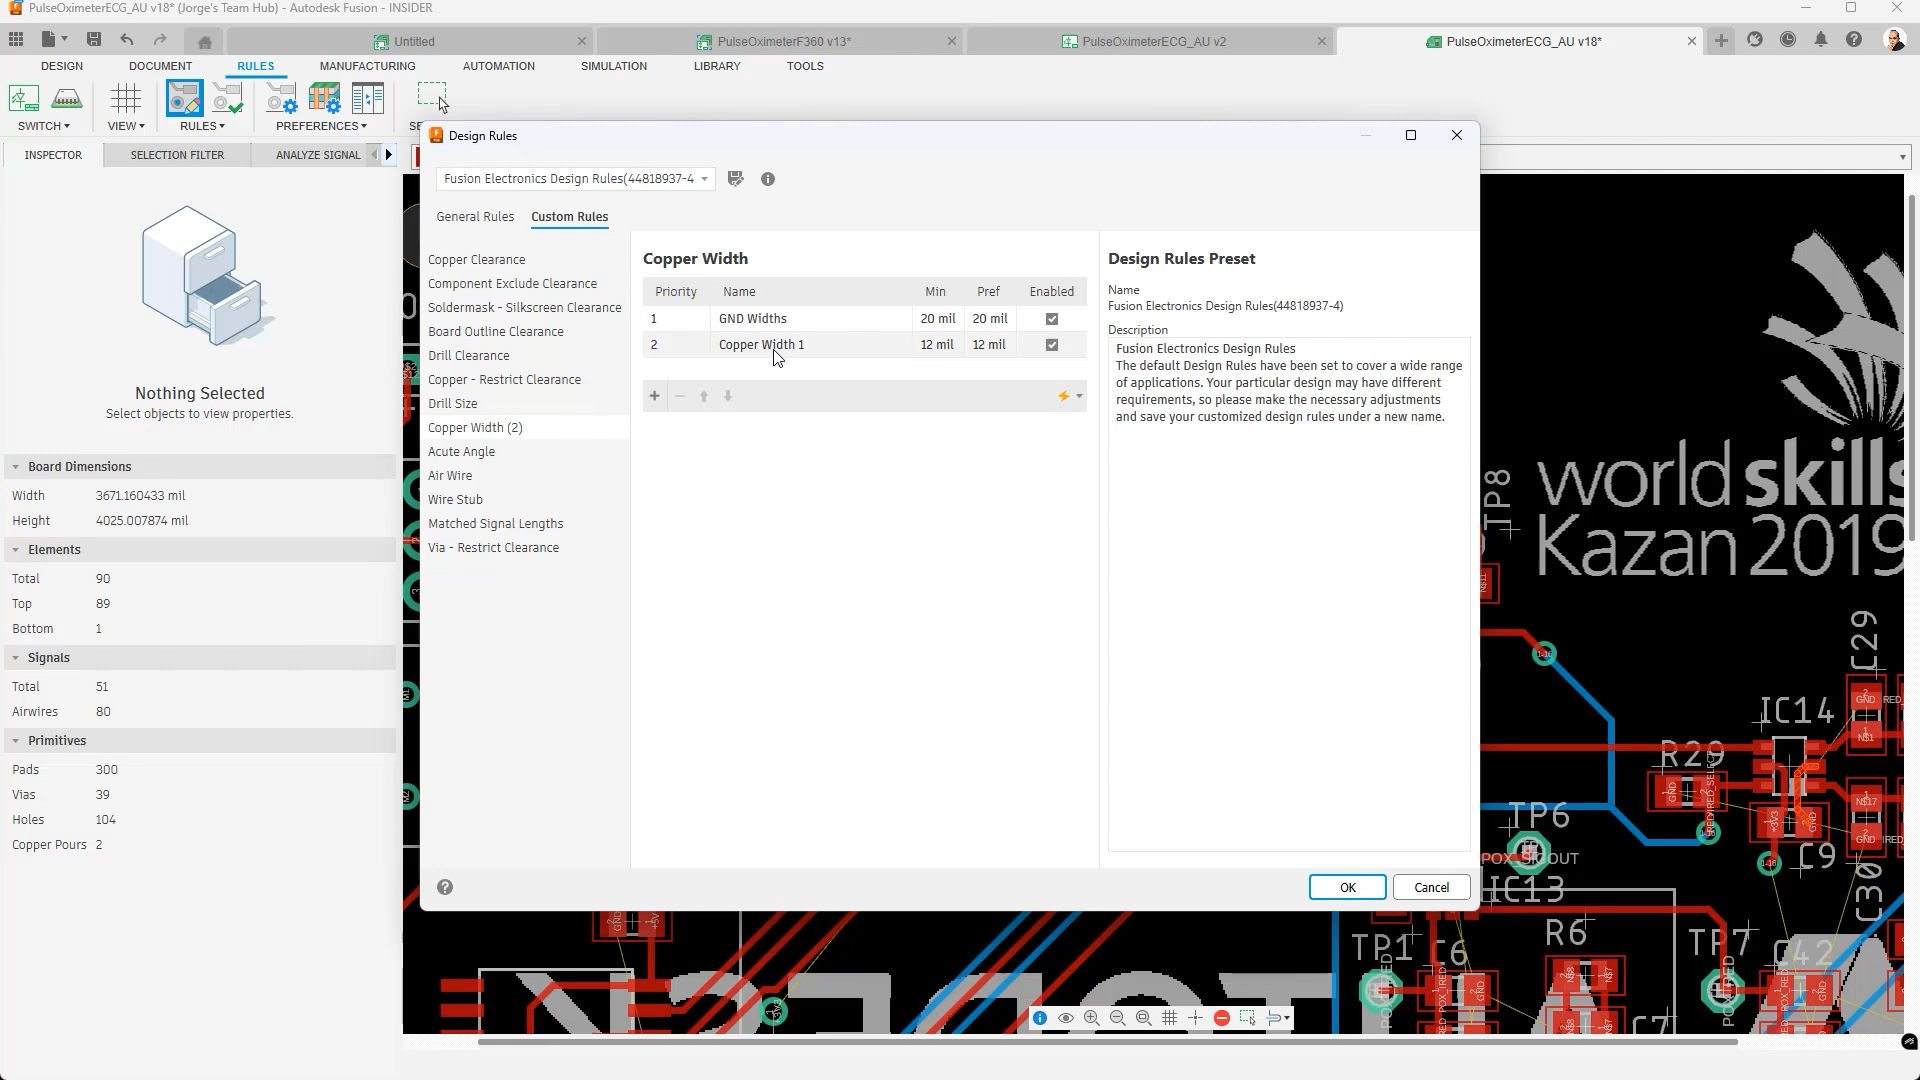 PulseOximeterECG_AU v18* (Jorge's Team Hub) - Autodesk Fusion - INSIDER
Untitled
PulseOximeterF360 v13*
PulseOximeterECG_AU v2
PulseOximeterECG_AU v18*
DESIGN
DOCUMENT
RULES
MANUFACTURING
AUTOMATION
SIMULATION
LIBRARY
TOOLS
SWITCH
VIEW
RULES
PREFERENCES
INSPECTOR
SELECTION FILTER
ANALYZE SIGNAL
Nothing Selected
Select objects to view properties.
Board Dimensions
Width 3671.160433 mil
Height 4025.007874 mil
Elements
Total 90
Top 89
Bottom 1
Signals
Total 51
Airwires 80
Primitives
Pads 300
Vias 39
Holes 104
Copper Pours 2
Design Rules
Fusion Electronics Design Rules(44818937-4
General Rules
Custom Rules
Copper Clearance
Component Exclude Clearance
Soldermask - Silkscreen Clearance
Board Outline Clearance
Drill Clearance
Copper - Restrict Clearance
Drill Size
Copper Width (2)
Acute Angle
Air Wire
Wire Stub
Matched Signal Lengths
Via - Restrict Clearance
Copper Width
Priority Name Min Pref Enabled
1 GND Widths 20 mil 20 mil
2 Copper Width 1 12 mil 12 mil
Design Rules Preset
Name
Fusion Electronics Design Rules(44818937-4)
Description
Fusion Electronics Design Rules
The default Design Rules have been set to cover a wide range
of applications. Your particular design may have different
requirements, so please make the necessary adjustments
and save your customized design rules under a new name.
OK
Cancel
world skills
Kazan 2019
TP8
C29
IC14
R29
TP6
C9
C30
IC13
R6
TP1
C6
TP7
C42
C7